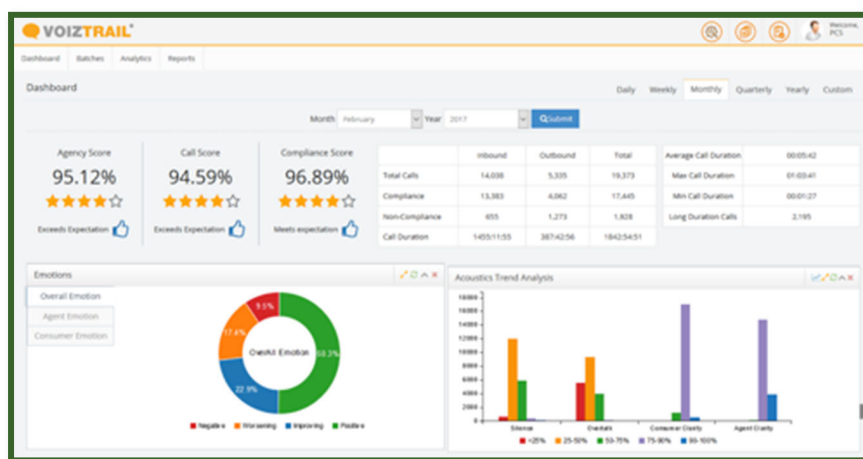 VOIZTRAIL
Welcome, PCS
Dashboard Batches Analytics Reports
Dashboard
Daily Weekly Monthly Quarterly Yearly Custom
Month February Year 2017 Submit
Agency Score Call Score Compliance Score
95.12% 94.59% 96.89%
Exceeds Expectation Exceeds Expectation Meets expectation
Inbound Outbound Total
Total Calls 14,038 5,335 19,373
Compliance 13,383 4,062 17,445
Non-Compliance 655 1,273 1,928
Call Duration 1455:11:55 387:42:56 1842:54:51
Average Call Duration 00:05:42
Max Call Duration 01:03:41
Min Call Duration 00:01:27
Long Duration Calls 2,195
Emotions
Overall Emotion
Agent Emotion
Consumer Emotion
9.5%
17.6%
Overall Emotion
22.9%
Negative Worsening Improving Positive
Acoustics Trend Analysis
18000
16000
14000
12000
10000
8000
6000
4000
2000
0
Silence Overtalk Consumer Clarity Agent Clarity
<25% 25-50% 50-75% 75-90% 90-100%